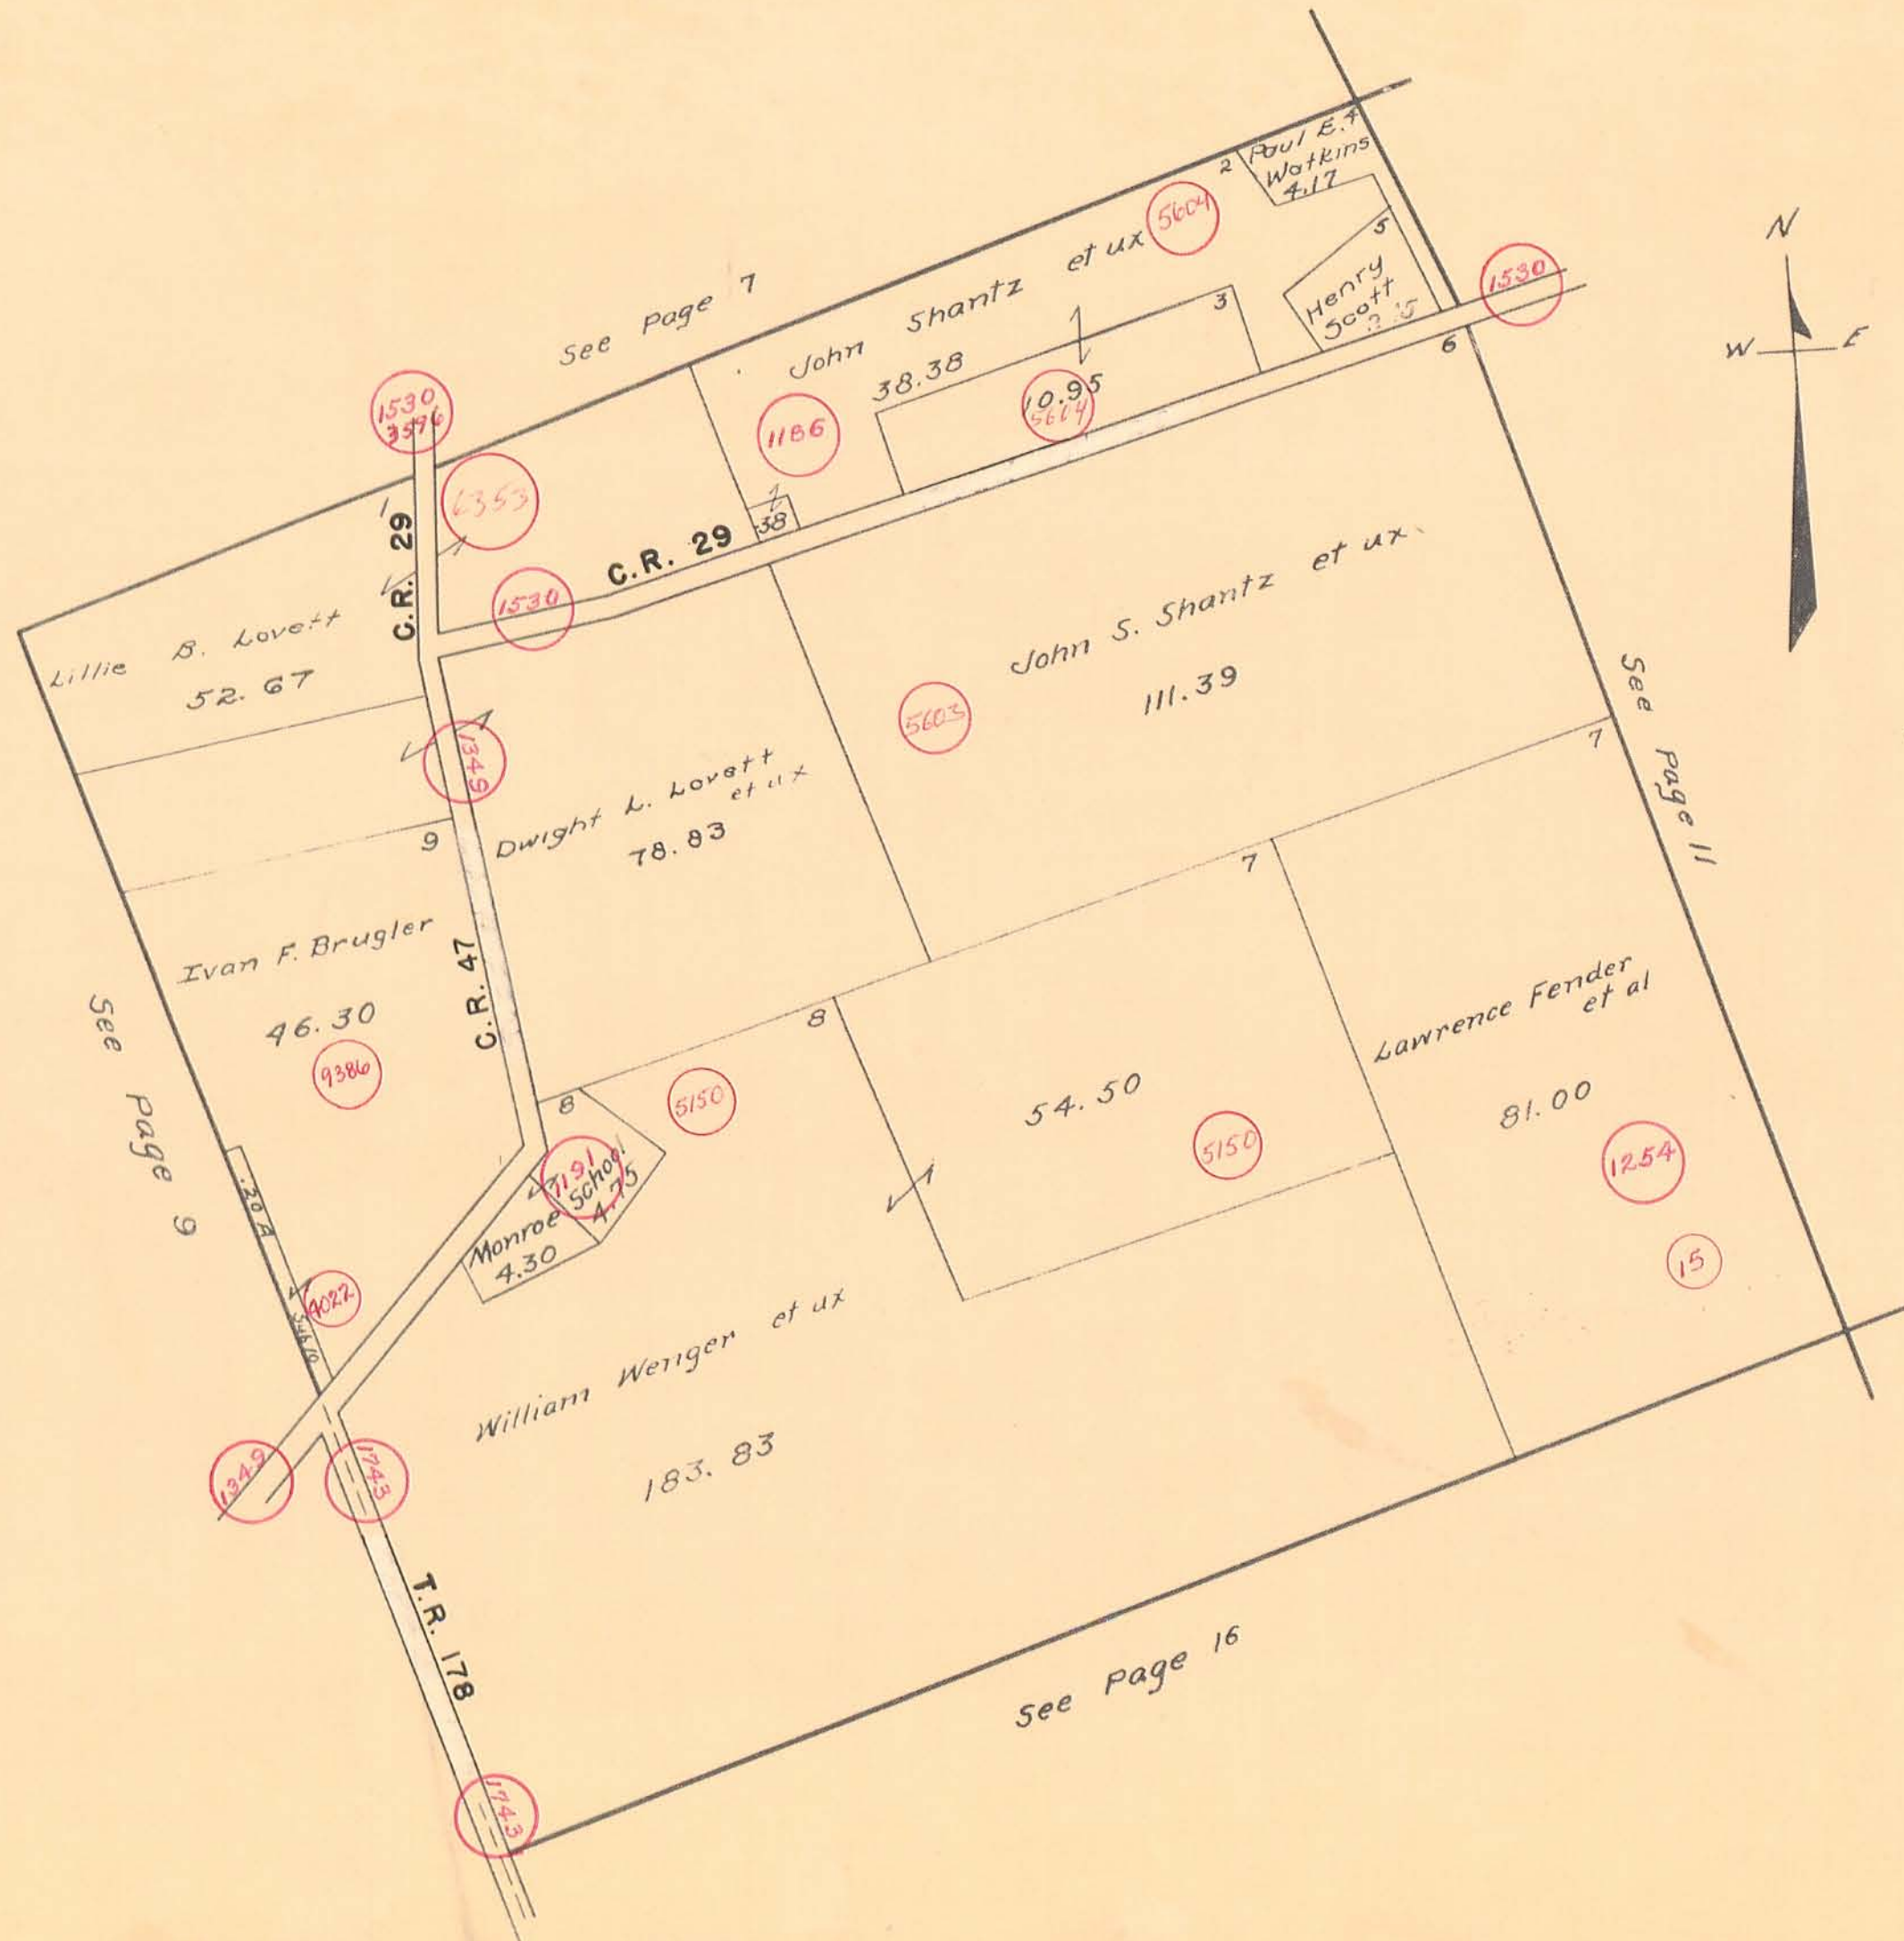 N
W E
See Page 7
2
Paul E.
Watkins
4.17
5604
John Shantz et ux
5
Henry
Scott
1530
38.38
3
10.95
5604
6
1186
1530
3596
1
C.R. 29
C.R. 29
.38
1530
Lillie B. Lovett
52.67
John S. Shantz et ux.
111.39
5603
1349
Dwight L. Lovett
et ux
78.83
9
7
7
See Page 11
Ivan F. Brugler
46.30
9386
C.R. 47
See Page 9
8
8
5150
54.50
5150
Lawrence Fender
et al
81.00
1254
15
1191
Monroe School
4.75
4.30
.20 A
4022
William Wenger et ux
183.83
1349
1743
T.R. 178
1743
See Page 16